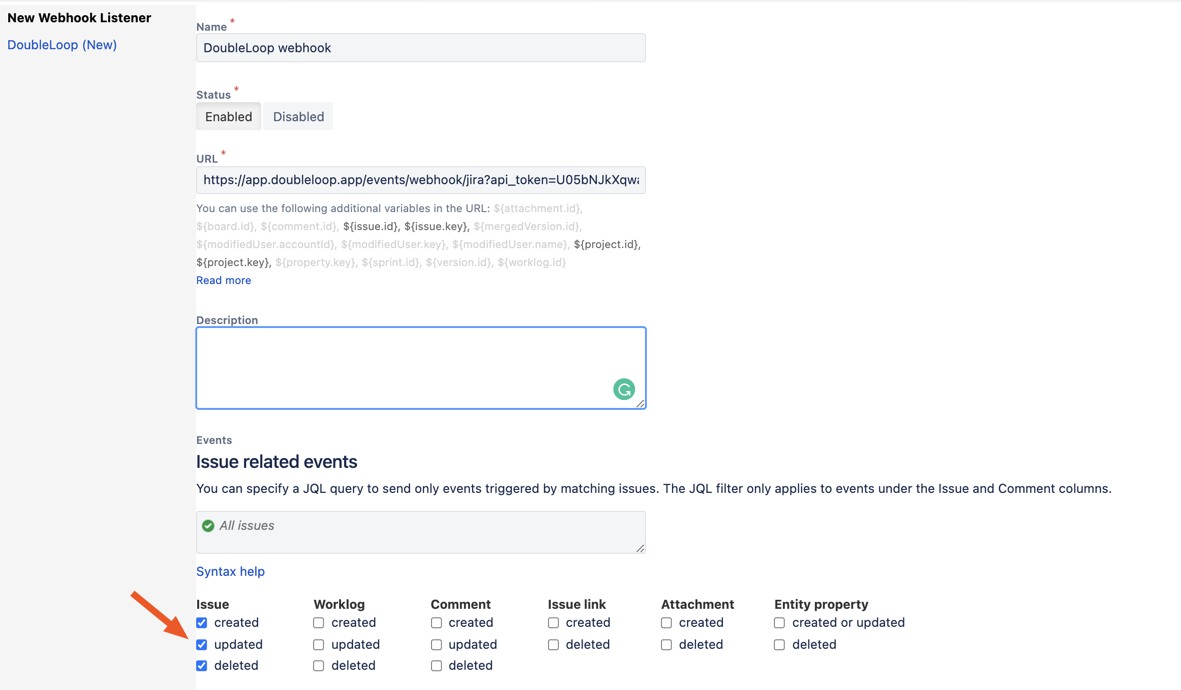 New Webhook Listener
DoubleLoop (New)
Name *
DoubleLoop webhook
Status *
Enabled Disabled
URL *
https://app.doubleloop.app/events/webhook/jira?api_token=U05bNJkXqwa
You can use the following additional variables in the URL: ${attachment.id},
${board.id}, ${comment.id}, ${issue.id}, ${issue.key}, ${mergedVersion.id},
${modifiedUser.accountId}, ${modifiedUser.key}, ${modifiedUser.name}, ${project.id},
${project.key}, ${property.key}, ${sprint.id}, ${version.id}, ${worklog.id}
Read more
Description
Events
Issue related events
You can specify a JQL query to send only events triggered by matching issues. The JQL filter only applies to events under the Issue and Comment columns.
All issues
Syntax help
Issue Worklog Comment Issue link Attachment Entity property
created created created created created created or updated
updated updated updated deleted deleted deleted
deleted deleted deleted